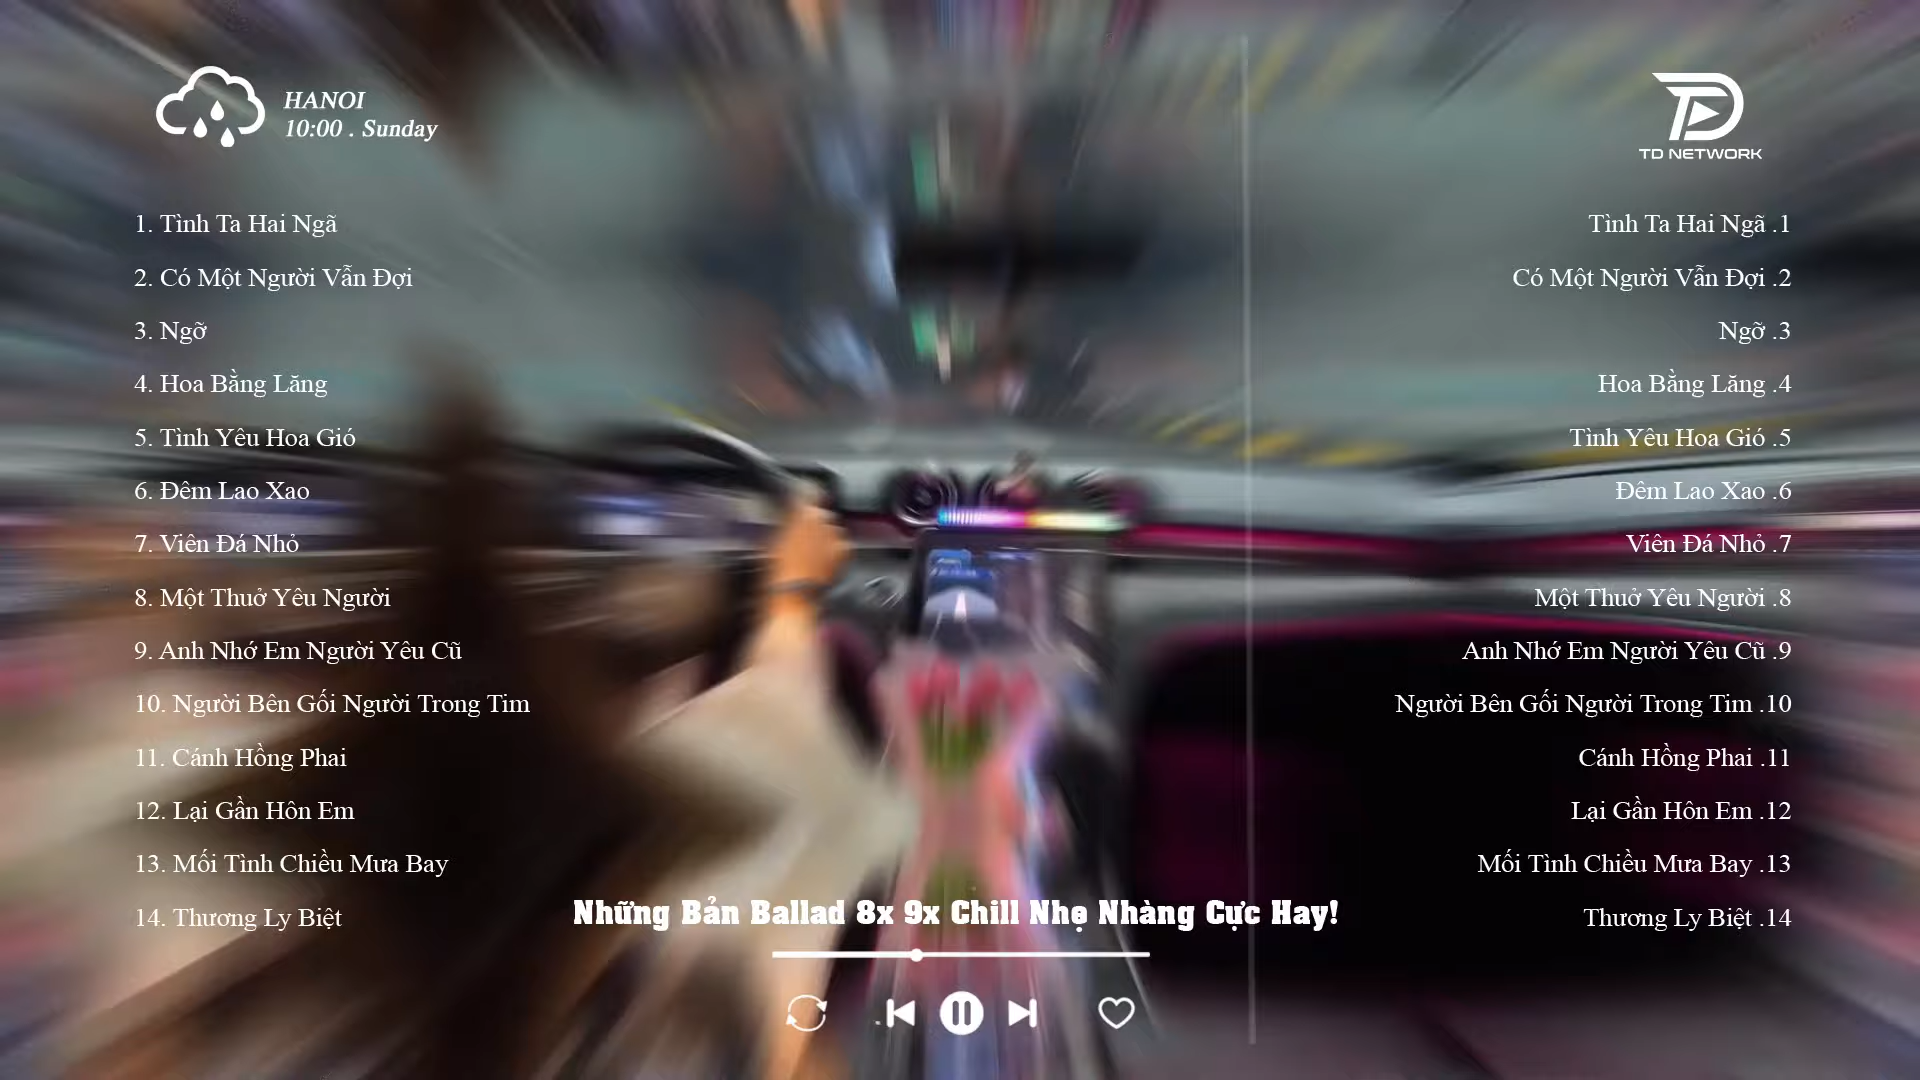 HANOI
10:00 . Sunday
TD NETWORK
1. Tình Ta Hai Ngã
2. Có Một Người Vẫn Đợi
3. Ngỡ
4. Hoa Bằng Lăng
5. Tình Yêu Hoa Gió
6. Đêm Lao Xao
7. Viên Đá Nhỏ
8. Một Thuở Yêu Người
9. Anh Nhớ Em Người Yêu Cũ
10. Người Bên Gối Người Trong Tim
11. Cánh Hồng Phai
12. Lại Gần Hôn Em
13. Mối Tình Chiều Mưa Bay
14. Thương Ly Biệt
Tình Ta Hai Ngã .1
Có Một Người Vẫn Đợi .2
Ngỡ .3
Hoa Bằng Lăng .4
Tình Yêu Hoa Gió .5
Đêm Lao Xao .6
Viên Đá Nhỏ .7
Một Thuở Yêu Người .8
Anh Nhớ Em Người Yêu Cũ .9
Người Bên Gối Người Trong Tim .10
Cánh Hồng Phai .11
Lại Gần Hôn Em .12
Mối Tình Chiều Mưa Bay .13
Thương Ly Biệt .14
Những Bản Ballad 8x 9x Chill Nhẹ Nhàng Cực Hay!